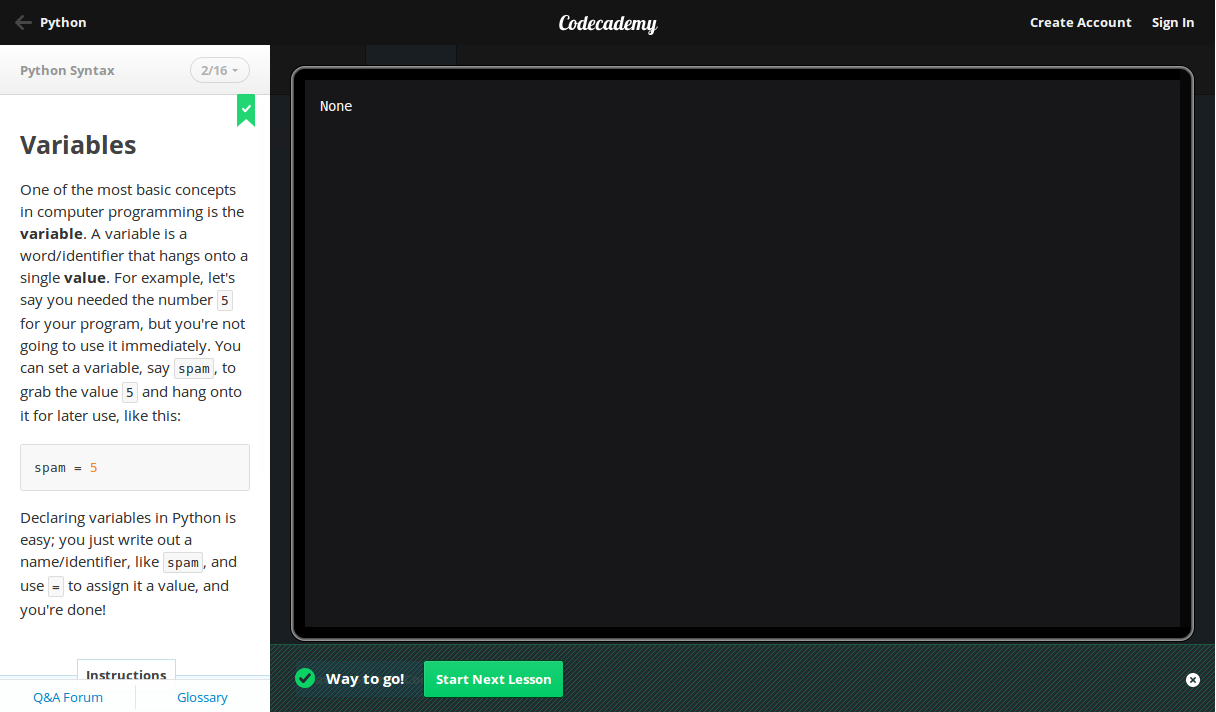 Python
Codecademy
Create Account
Sign In
Python Syntax
2/16
Variables
One of the most basic concepts
in computer programming is the
variable. A variable is a
word/identifier that hangs onto a
single value. For example, let's
say you needed the number 5
for your program, but you're not
going to use it immediately. You
can set a variable, say spam, to
grab the value 5 and hang onto
it for later use, like this:
spam = 5
Declaring variables in Python is
easy; you just write out a
name/identifier, like spam, and
use = to assign it a value, and
you're done!
Instructions
Q&A Forum
Glossary
None
Way to go!
Start Next Lesson